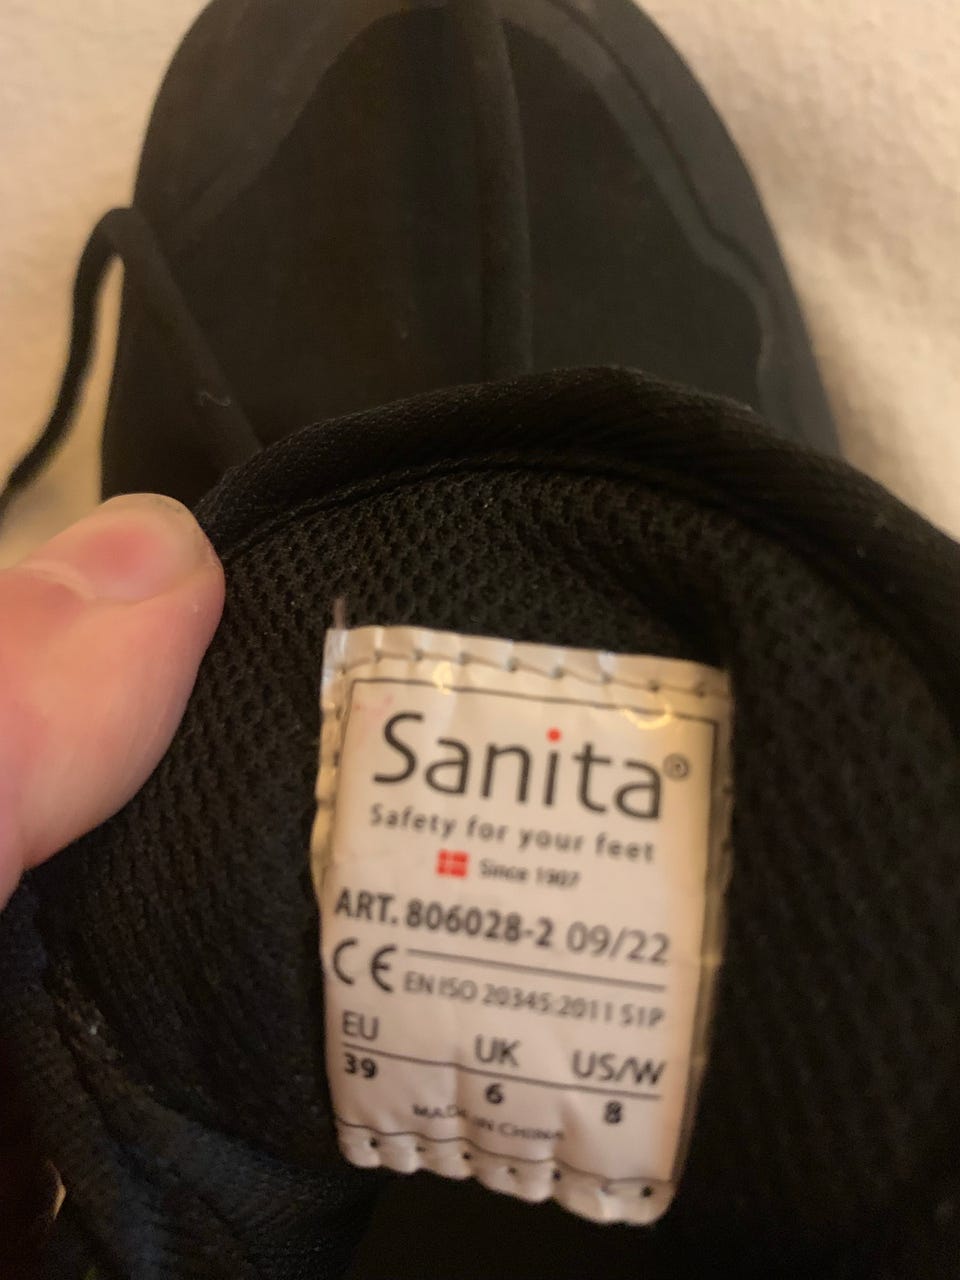 Sanita®
Safety for your feet
Since 1907
ART. 806028-2 09/22
CE EN ISO 20345:2011 S1P
EU UK US/W
39 6 8
MADE IN CHINA